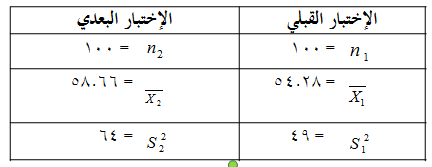 الإختبار القبلي الإختبار البعدي
n₁ = ١٠٠ n₂ = ١٠٠
X̄₁ = ٥٤.٢٨ X̄₂ = ٥٨.٦٦
S₁² = ٤٩ S₂² = ٦٤